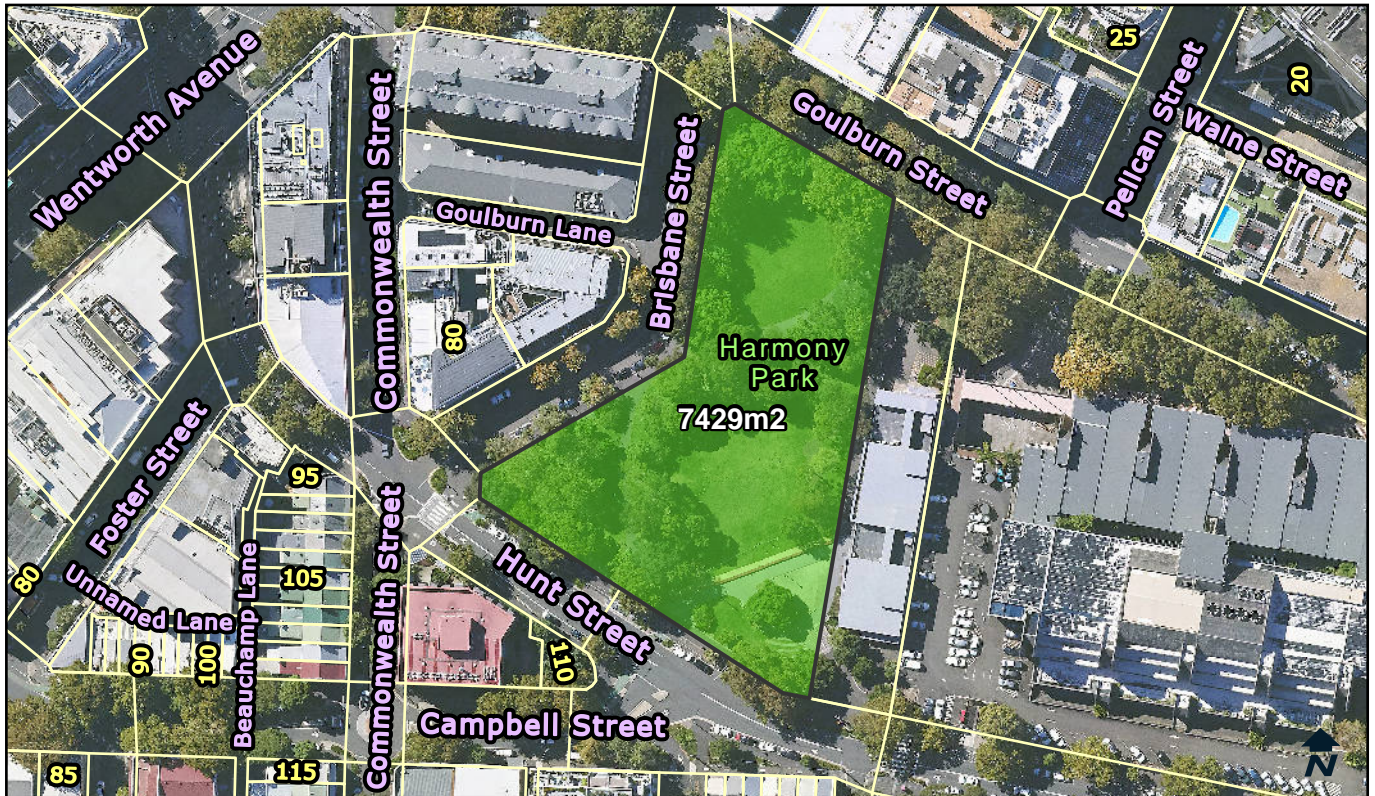 Wentworth Avenue
Commonwealth Street
Goulburn Lane
Brisbane Street
Goulburn Street
25
Pelican Street
20
Waine Street
80
Harmony
Park
7429m2
Foster Street
80
Unnamed Lane
95
105
Beauchamp Lane
90
100
Commonwealth Street
Hunt Street
110
Campbell Street
85
115
N